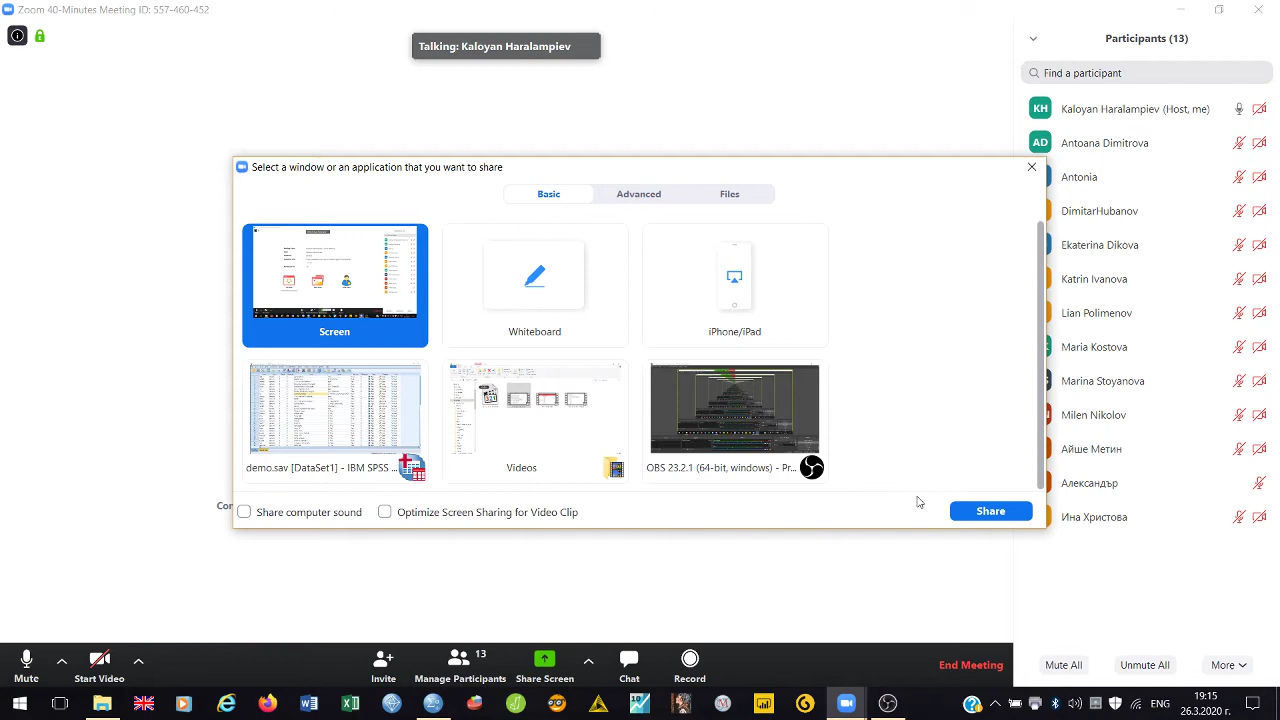 Zoom 40-Minutes Meeting ID: 557-460-452
Talking: Kaloyan Haralampiev
Participants (13)
Find a participant
KH Kaloyan Haralampiev (Host, me)
AD Antoana Dimitrova
Antonia
DimitarHubanov
Lian Polimenov
Maria Kostova
Marina Stoyanova
Milen Nikolov
Айше Метин
Александър
Ина Христова
Select a window or an application that you want to share
Basic Advanced Files
Screen Whiteboard iPhone/iPad
demo.sav [DataSet1] - IBM SPSS ... Videos OBS 23.2.1 (64-bit, windows) - Pr...
Share computer sound Optimize Screen Sharing for Video Clip Share
Mute Start Video Invite 13 Manage Participants Share Screen Chat Record End Meeting
Mute All Unmute All More
19:15
26.3.2020 г.